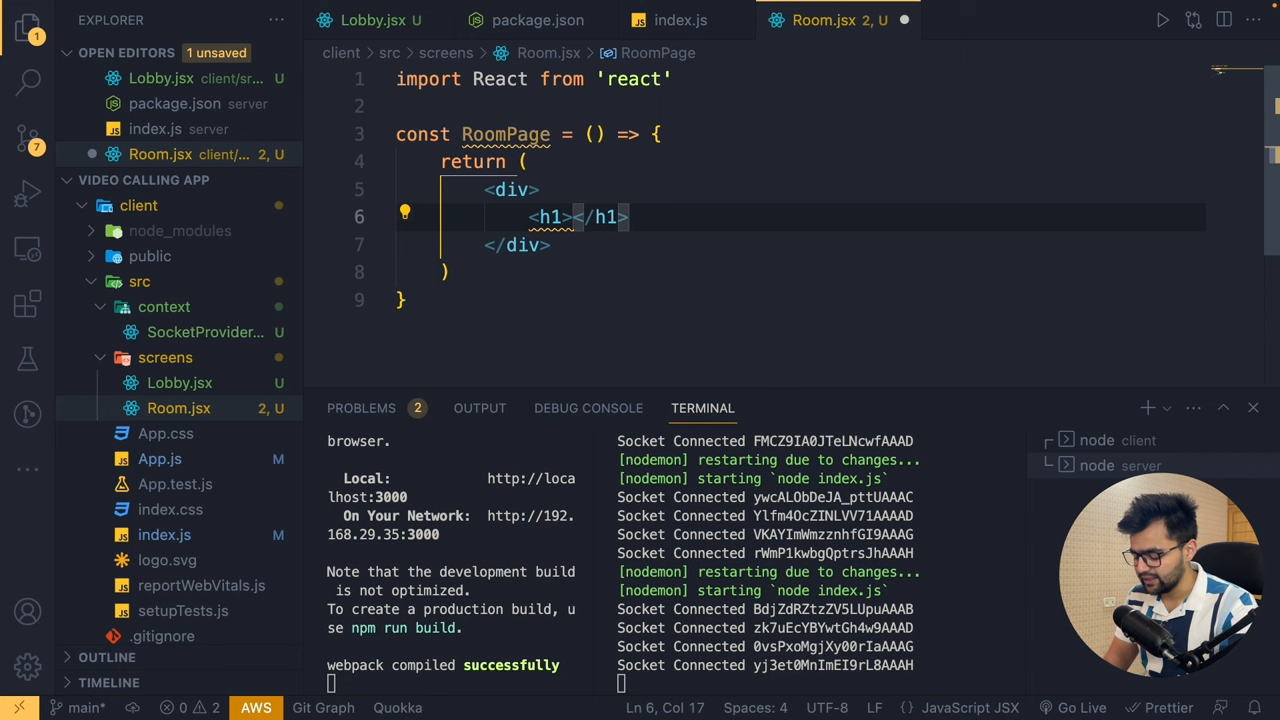 EXPLORER
OPEN EDITORS 1 unsaved
Lobby.jsx client/sr... U
package.json server
index.js server
Room.jsx client/... 2, U
VIDEO CALLING APP
client
node_modules
public
src
context
SocketProvider... U
screens
Lobby.jsx U
Room.jsx 2, U
App.css
App.js M
App.test.js
index.css
index.js M
logo.svg
reportWebVitals.js
setupTests.js
.gitignore
OUTLINE
TIMELINE
1
7
Lobby.jsx U
package.json
index.js
Room.jsx 2, U
client > src > screens > Room.jsx > RoomPage
1 import React from 'react'
2
3 const RoomPage = () => {
4 return (
5 <div>
6 <h1></h1>
7 </div>
8 )
9 }
PROBLEMS 2 OUTPUT DEBUG CONSOLE TERMINAL
browser.
Local: http://loca
lhost:3000
On Your Network: http://192.
168.29.35:3000
Note that the development build
is not optimized.
To create a production build, u
se npm run build.
webpack compiled successfully
Socket Connected FMCZ9IA0JTeLNcwfAAAD
[nodemon] restarting due to changes...
[nodemon] starting `node index.js`
Socket Connected ywcALObDeJA_pttUAAAC
Socket Connected Ylfm4OcZINLVV71AAAAD
Socket Connected VKAYImWmzznhfGI9AAAG
Socket Connected rWmP1kwbgQptrsJhAAAH
[nodemon] restarting due to changes...
[nodemon] starting `node index.js`
Socket Connected BdjZdRZtzZV5LUpuAAAB
Socket Connected zk7uEcYBYwtGh4w9AAAD
Socket Connected 0vsPxoMgjXy00rIaAAAG
Socket Connected yj3et0MnImEI9rL8AAAH
node client
node server
main* 0 2 AWS Git Graph Quokka Ln 6, Col 17 Spaces: 4 UTF-8 LF {} JavaScript JSX Go Live Prettier